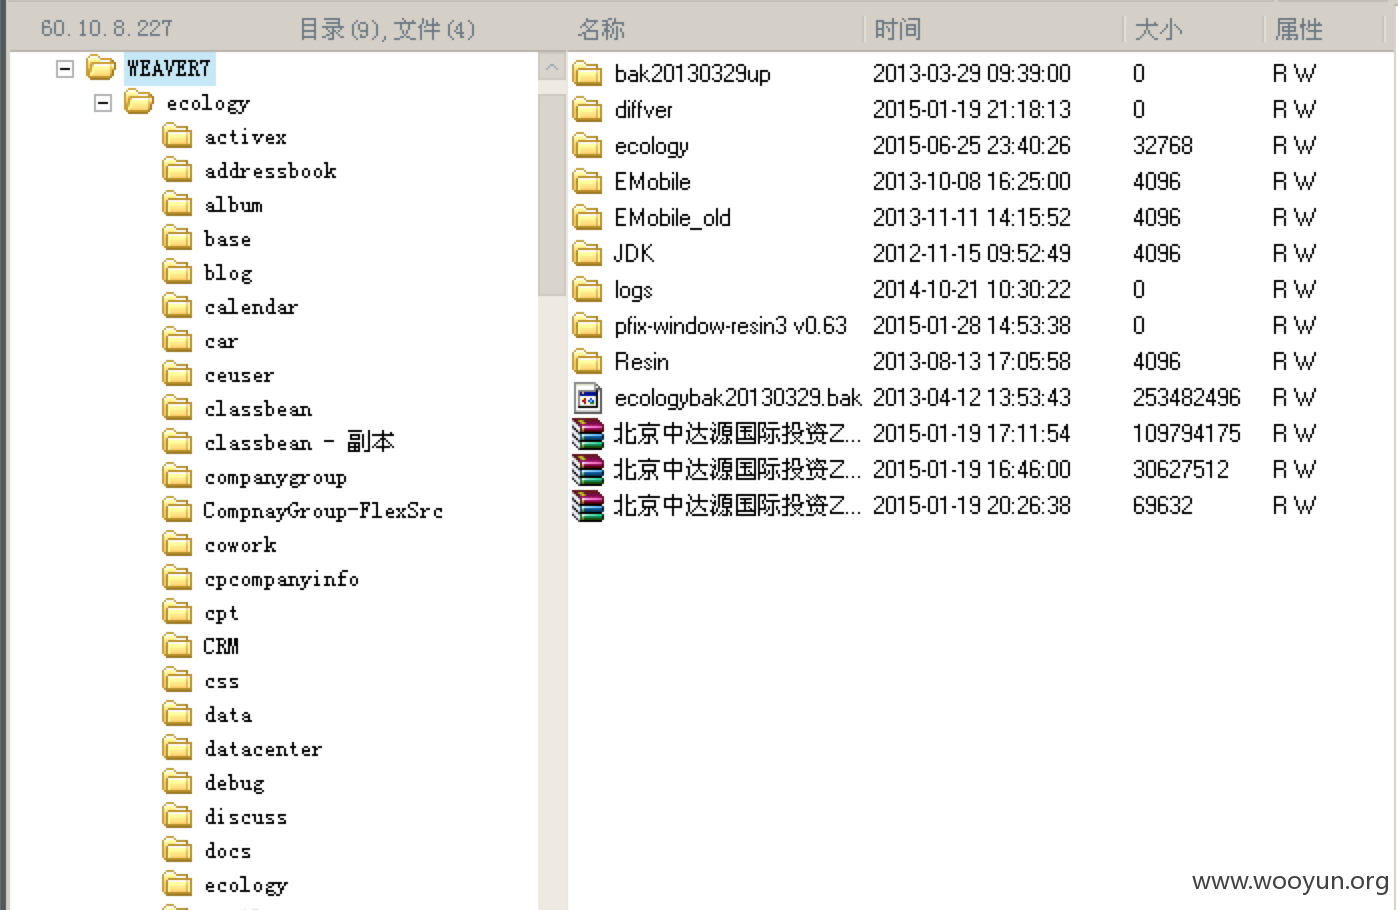 60.10.8.227 目录(9),文件(4) 名称 时间 大小 属性
WEAVER7
ecology
activex
addressbook
album
base
blog
calendar
car
ceuser
classbean
classbean - 副本
companygroup
CompnayGroup-FlexSrc
cowork
cpcompanyinfo
cpt
CRM
css
data
datacenter
debug
discuss
docs
ecology
bak20130329up 2013-03-29 09:39:00 0 R W
diffver 2015-01-19 21:18:13 0 R W
ecology 2015-06-25 23:40:26 32768 R W
EMobile 2013-10-08 16:25:00 4096 R W
EMobile_old 2013-11-11 14:15:52 4096 R W
JDK 2012-11-15 09:52:49 4096 R W
logs 2014-10-21 10:30:22 0 R W
pfix-window-resin3 v0.63 2015-01-28 14:53:38 0 R W
Resin 2013-08-13 17:05:58 4096 R W
ecologybak20130329.bak 2013-04-12 13:53:43 253482496 R W
北京中达源国际投资Z... 2015-01-19 17:11:54 109794175 R W
北京中达源国际投资Z... 2015-01-19 16:46:00 30627512 R W
北京中达源国际投资Z... 2015-01-19 20:26:38 69632 R W
www.wooyun.org